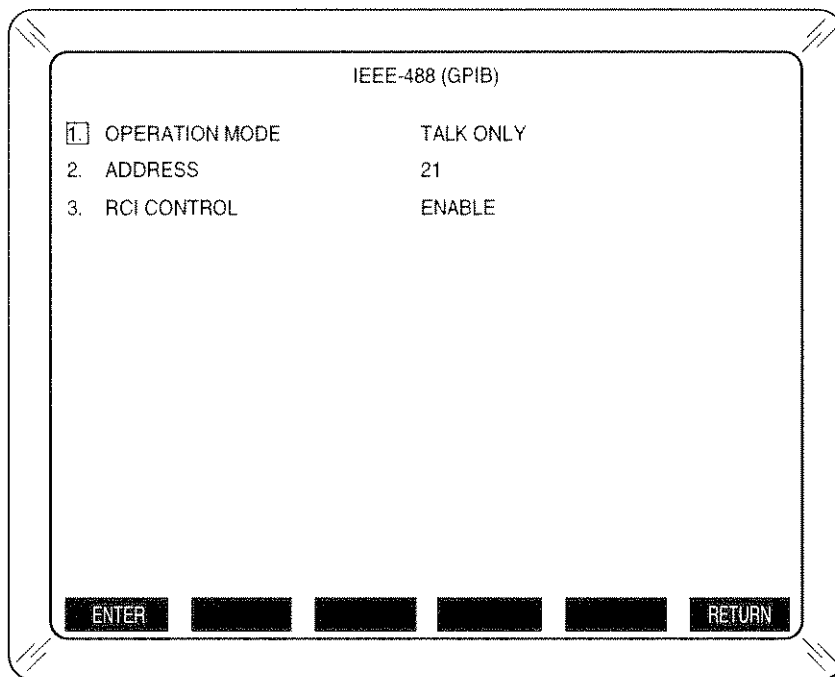 IEEE-488 (GPIB)
1. OPERATION MODE TALK ONLY
2. ADDRESS 21
3. RCI CONTROL ENABLE
ENTER RETURN